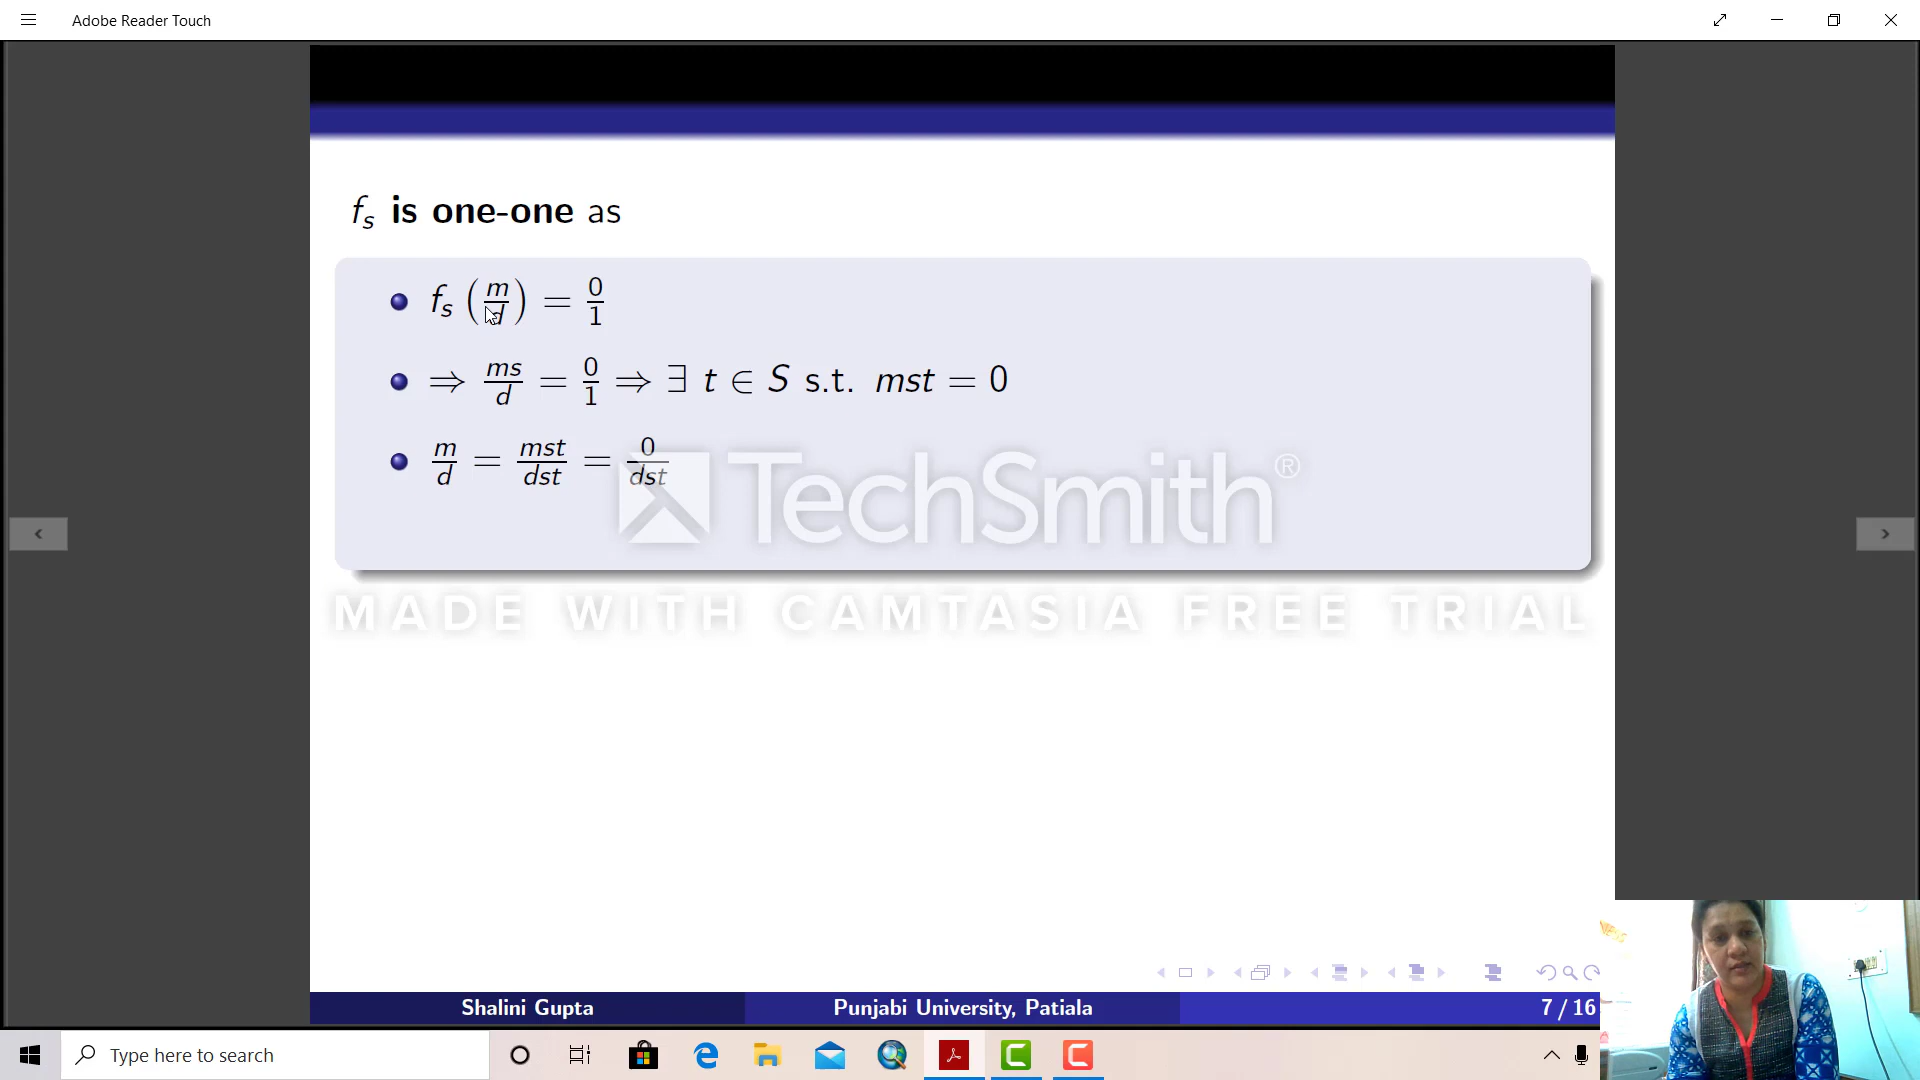 Adobe Reader Touch
f_s is one-one as
f_s (m/d) = 0/1
⇒ ms/d = 0/1 ⇒ ∃ t ∈ S s.t. mst = 0
m/d = mst/dst = 0/dst
TechSmith®
MADE WITH CAMTASIA FREE TRIAL
Shalini Gupta Punjabi University, Patiala 7 / 16
Type here to search